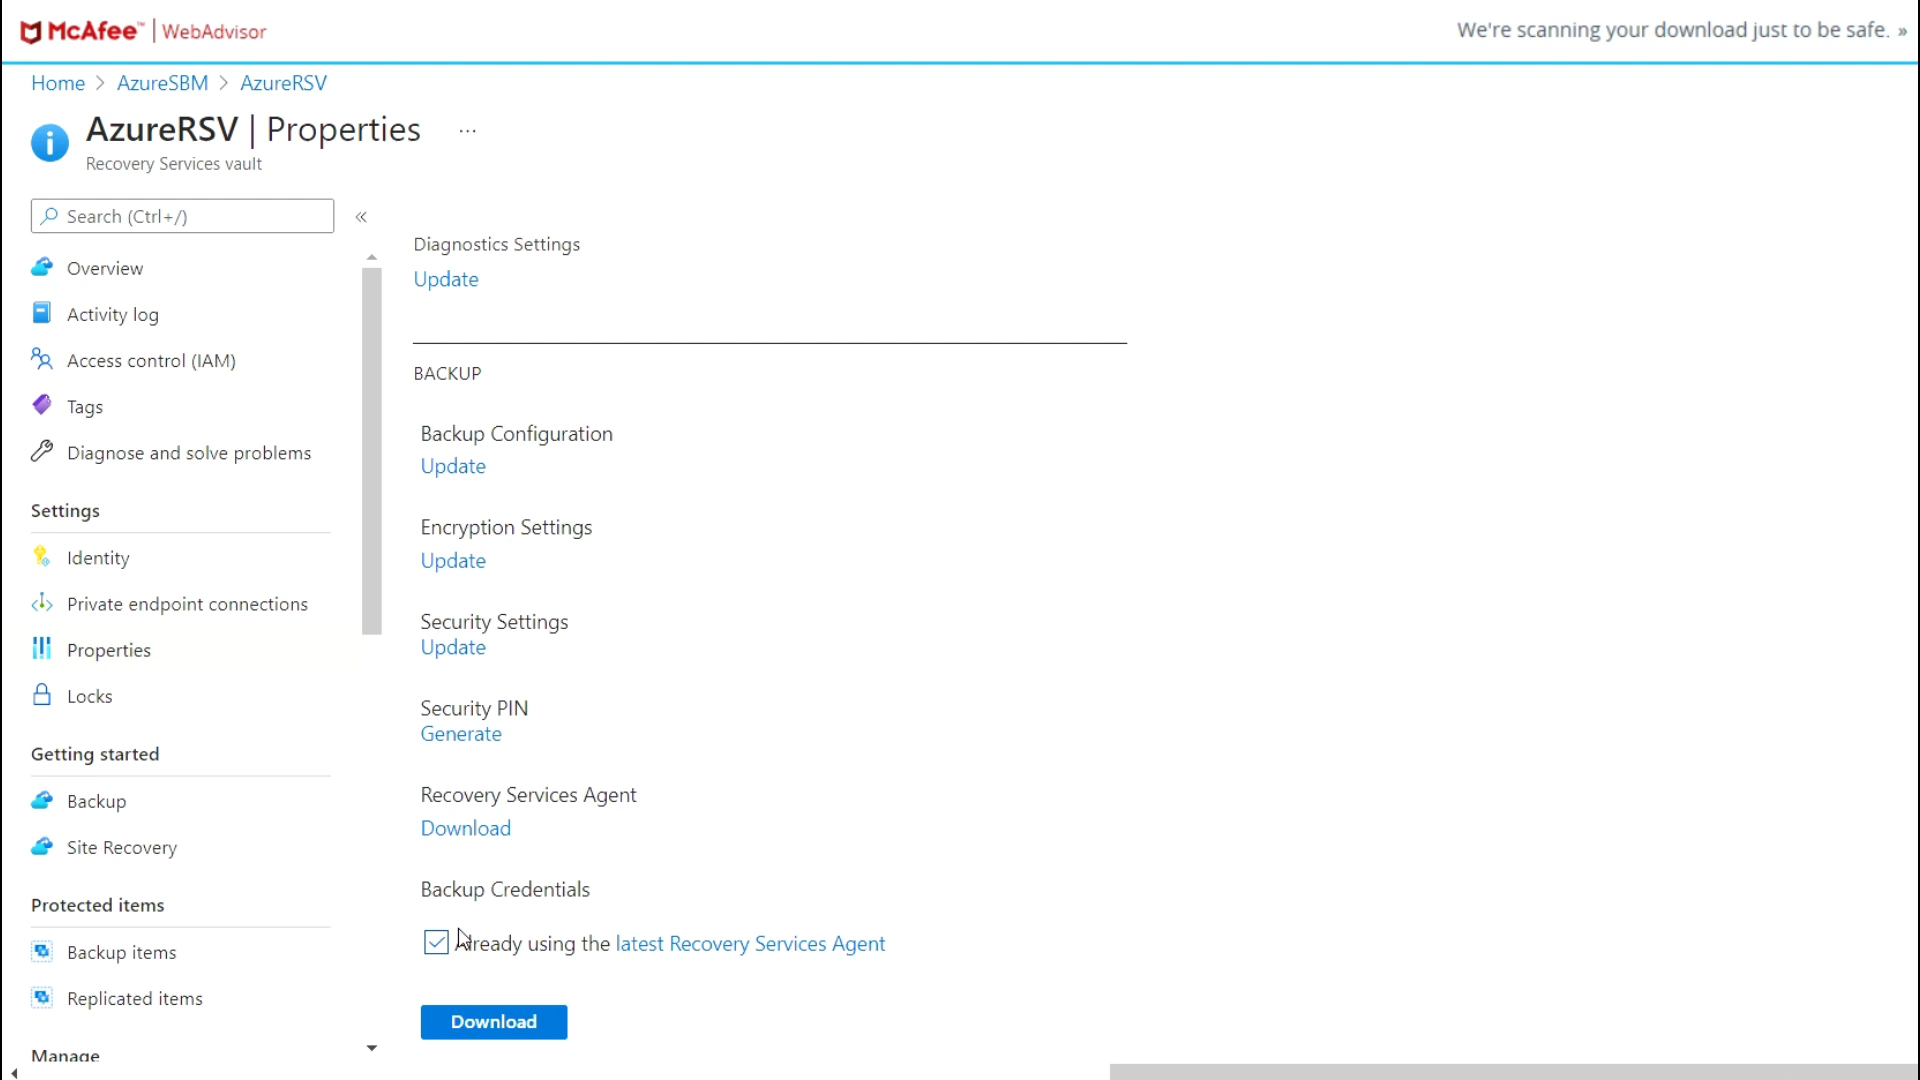 McAfee™ | WebAdvisor
We're scanning your download just to be safe. »
Home > AzureSBM > AzureRSV
AzureRSV | Properties ...
Recovery Services vault
Search (Ctrl+/) «
Overview
Activity log
Access control (IAM)
Tags
Diagnose and solve problems
Settings
Identity
Private endpoint connections
Properties
Locks
Getting started
Backup
Site Recovery
Protected items
Backup items
Replicated items
Manage
Diagnostics Settings
Update
BACKUP
Backup Configuration
Update
Encryption Settings
Update
Security Settings
Update
Security PIN
Generate
Recovery Services Agent
Download
Backup Credentials
Already using the latest Recovery Services Agent
Download